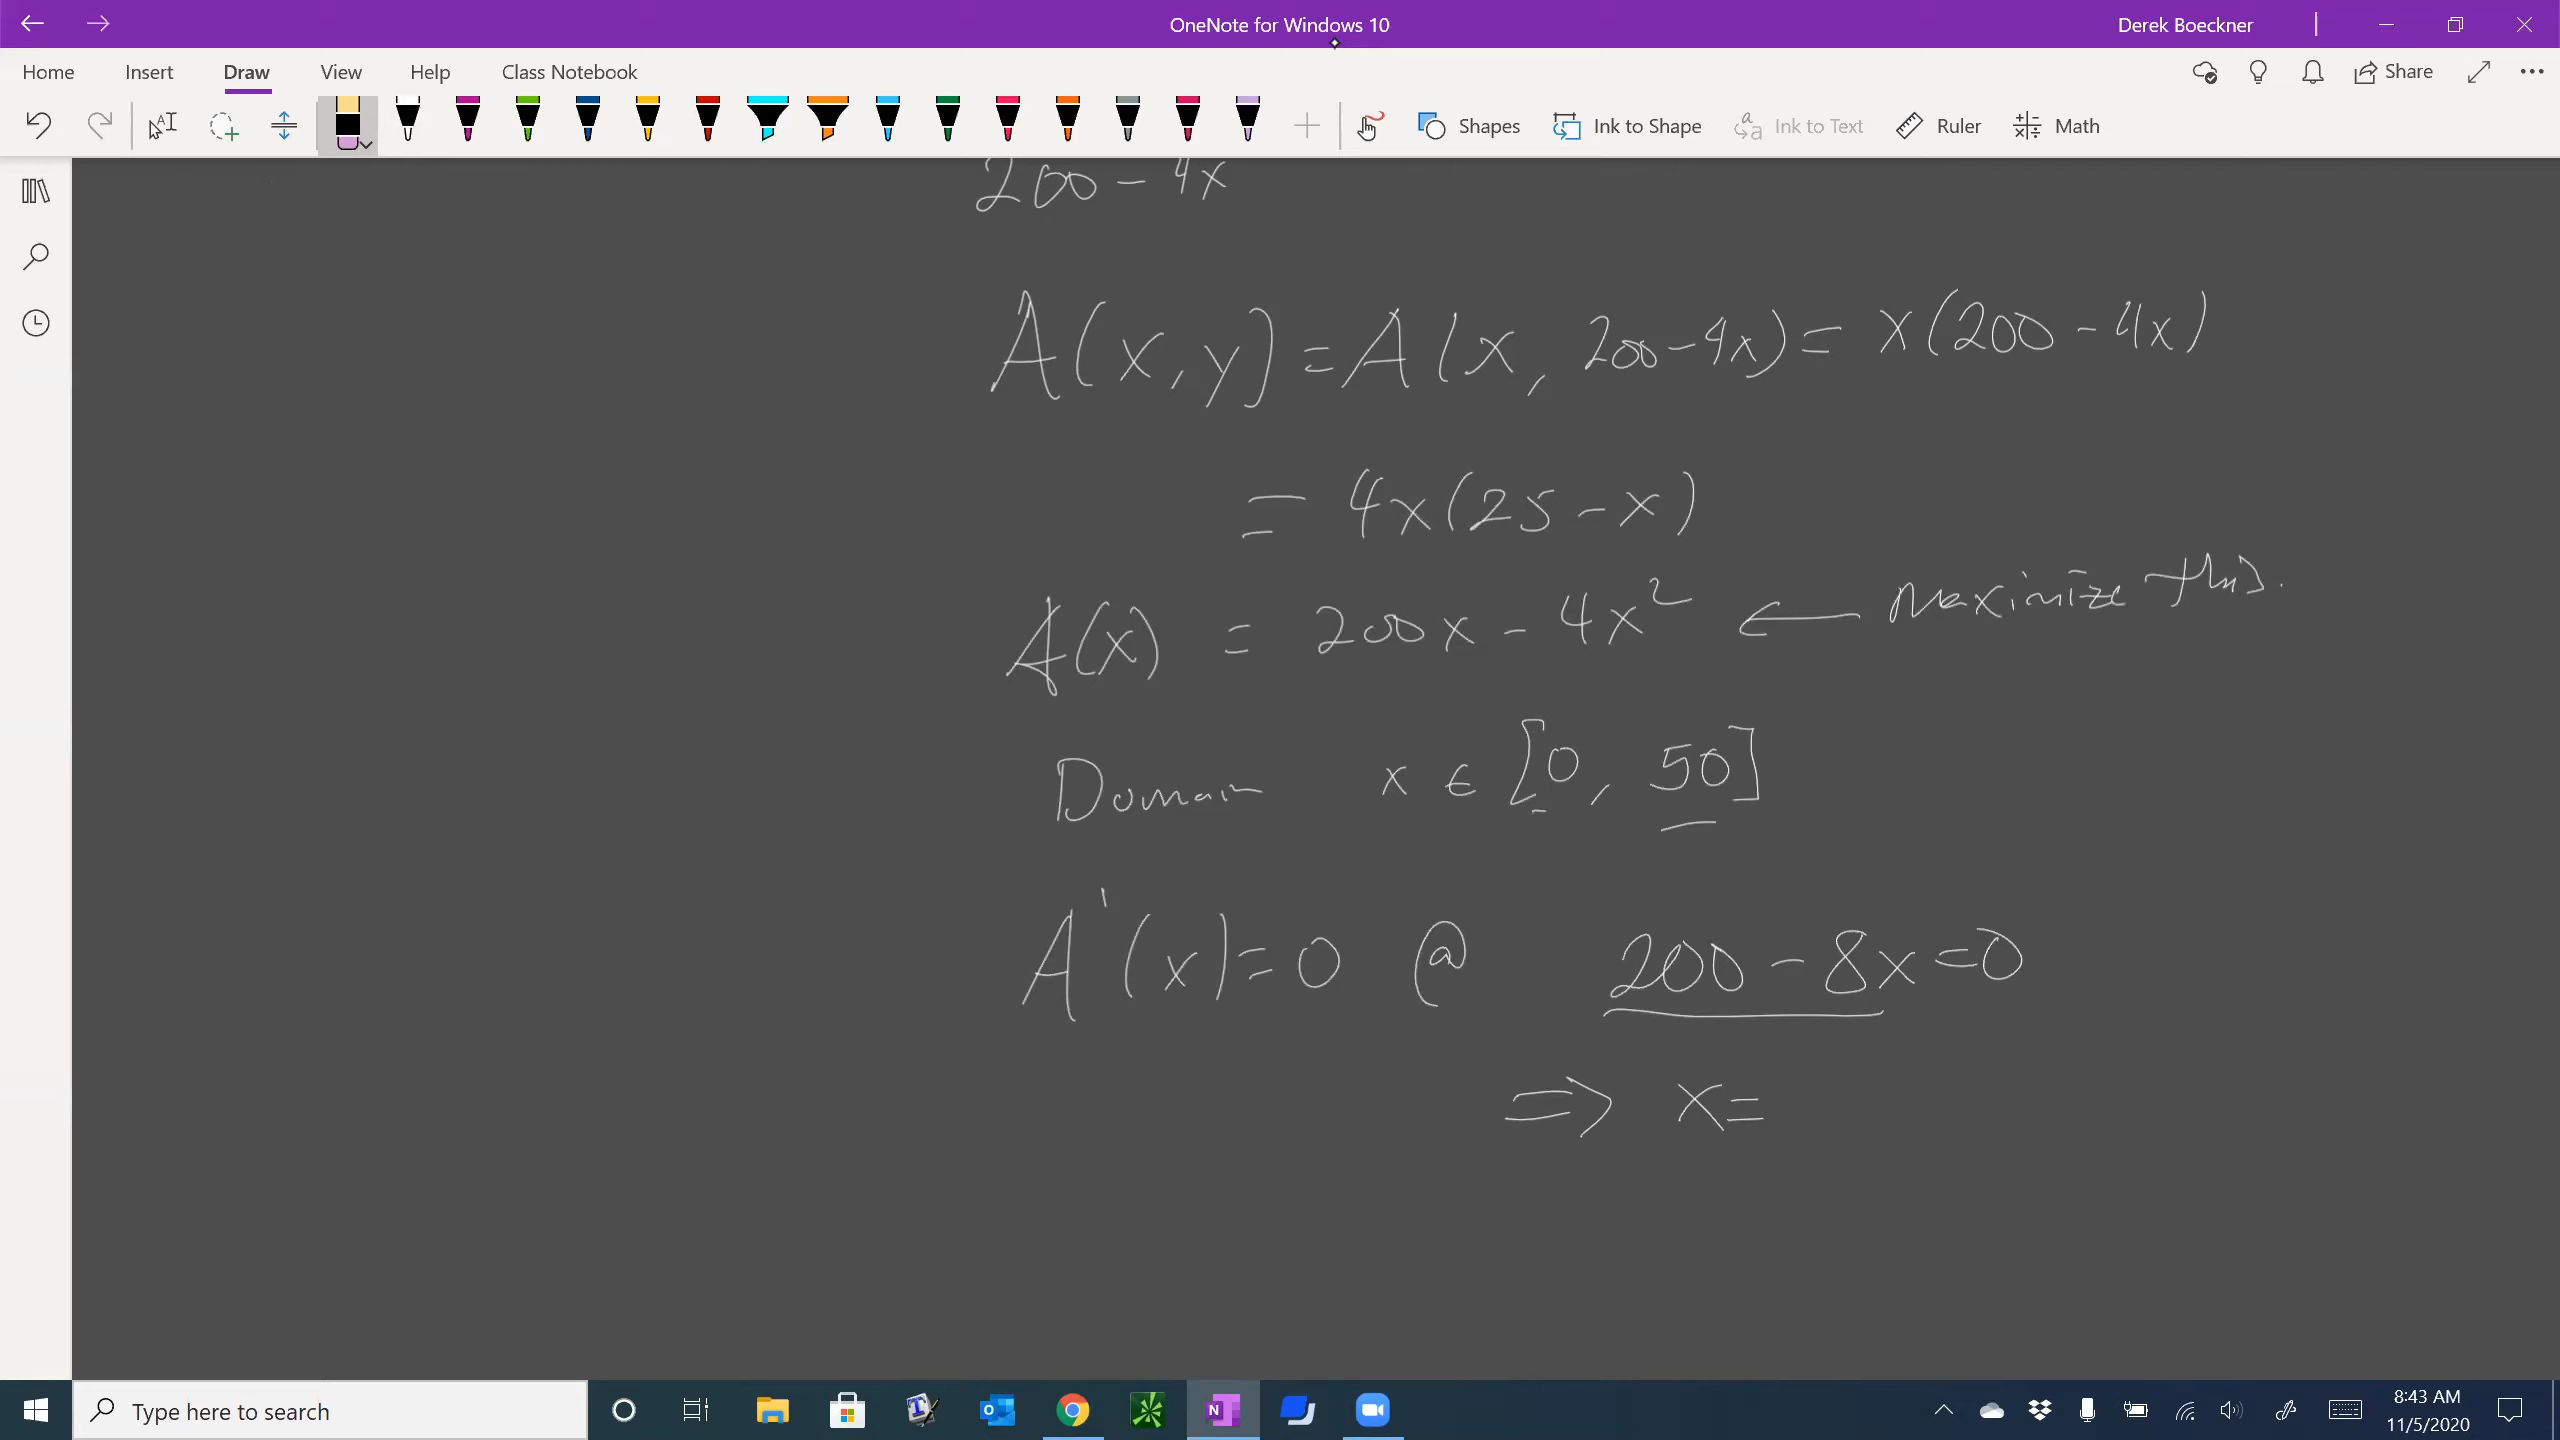 OneNote for Windows 10
Derek Boeckner
Home Insert Draw View Help Class Notebook Share
Shapes Ink to Shape Ink to Text Ruler Math
200 - 4x
A(x, y) = A(x, 200-4x) = x(200 - 4x)
= 4x(25 - x)
A(x) = 200x - 4x² ← Maximize this.
Domain x ∈ [0, 50]
A'(x) = 0 @ 200 - 8x = 0
⇒ x =
Type here to search
8:43 AM
11/5/2020